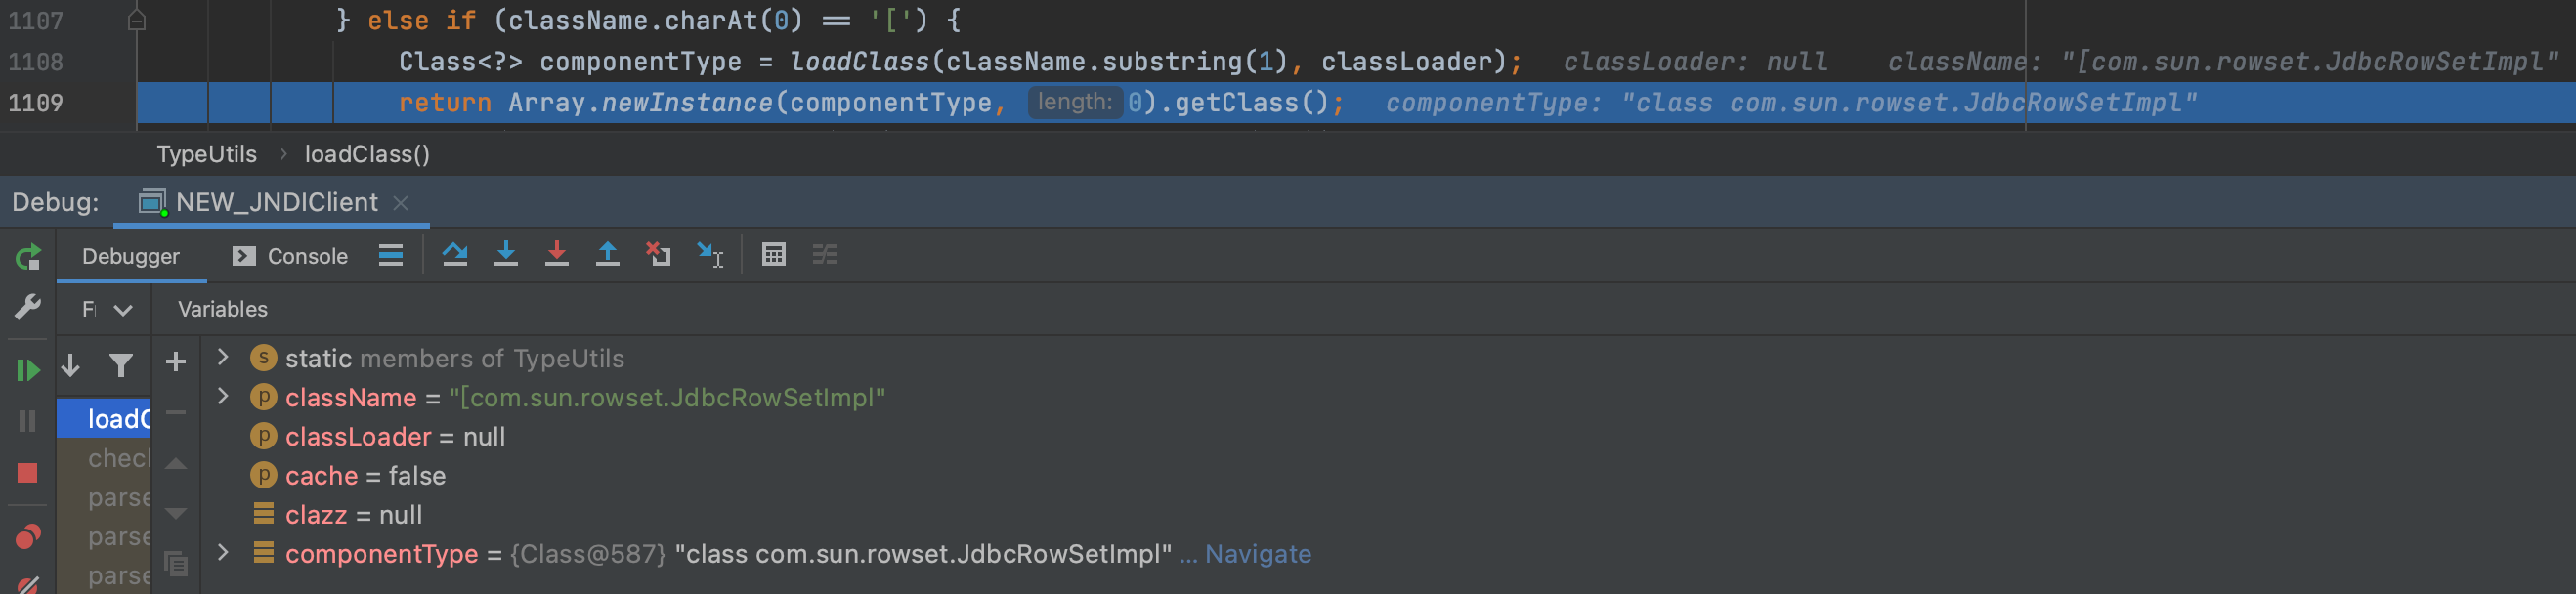 1107 } else if (className.charAt(0) == '[') {
1108 Class<?> componentType = loadClass(className.substring(1), classLoader); classLoader: null className: "[com.sun.rowset.JdbcRowSetImpl"
1109 return Array.newInstance(componentType, length: 0).getClass(); componentType: "class com.sun.rowset.JdbcRowSetImpl"
TypeUtils › loadClass()
Debug: NEW_JNDIClient ×
Debugger Console
Variables
static members of TypeUtils
className = "[com.sun.rowset.JdbcRowSetImpl"
loadC
classLoader = null
chec
cache = false
parse
clazz = null
parse
componentType = {Class@587} "class com.sun.rowset.JdbcRowSetImpl" ... Navigate
parse